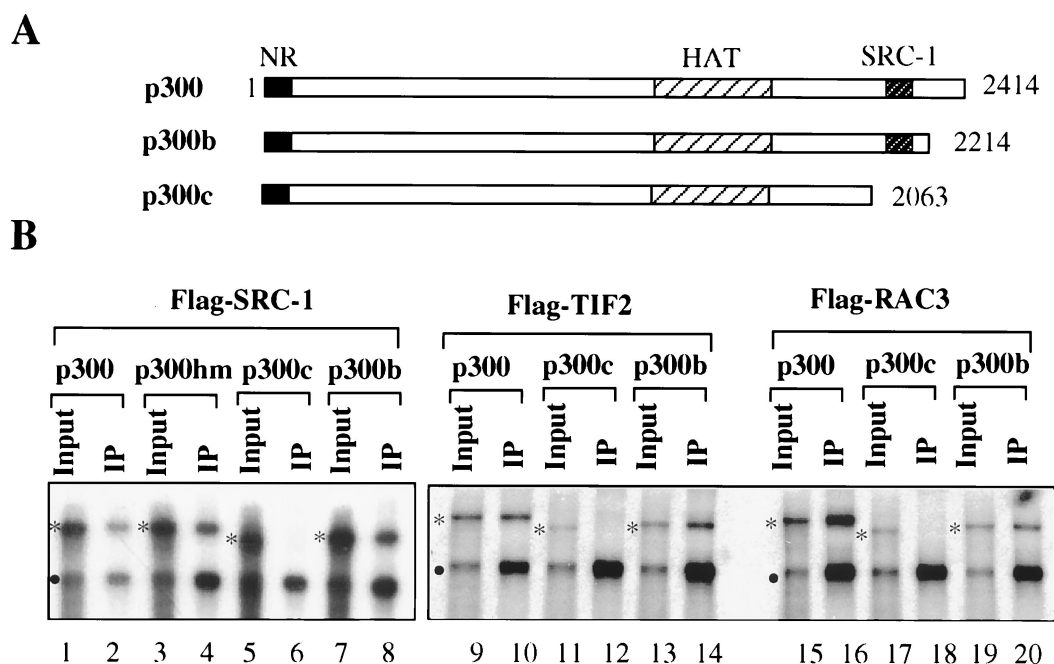 A
NR HAT SRC-1
p300 1 2414
p300b 2214
p300c 2063
B
Flag-SRC-1 Flag-TIF2 Flag-RAC3
p300 p300hm p300c p300b p300 p300c p300b p300 p300c p300b
Input IP Input IP Input IP Input IP Input IP Input IP Input IP Input IP Input IP Input IP
* * * * * * * * * *
• • •
1 2 3 4 5 6 7 8 9 10 11 12 13 14 15 16 17 18 19 20